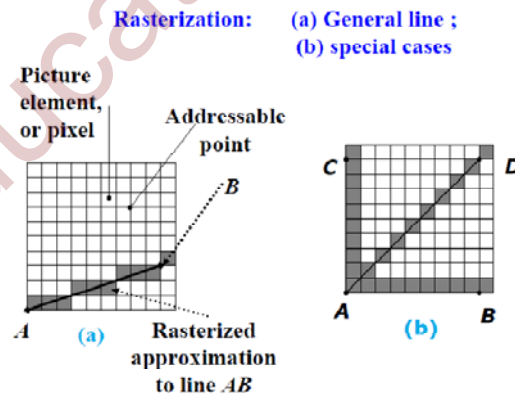 Rasterization: (a) General line ;
(b) special cases
Picture
element,
or pixel
Addressable
point
B
A
(a)
Rasterized
approximation
to line AB
C
D
A
B
(b)